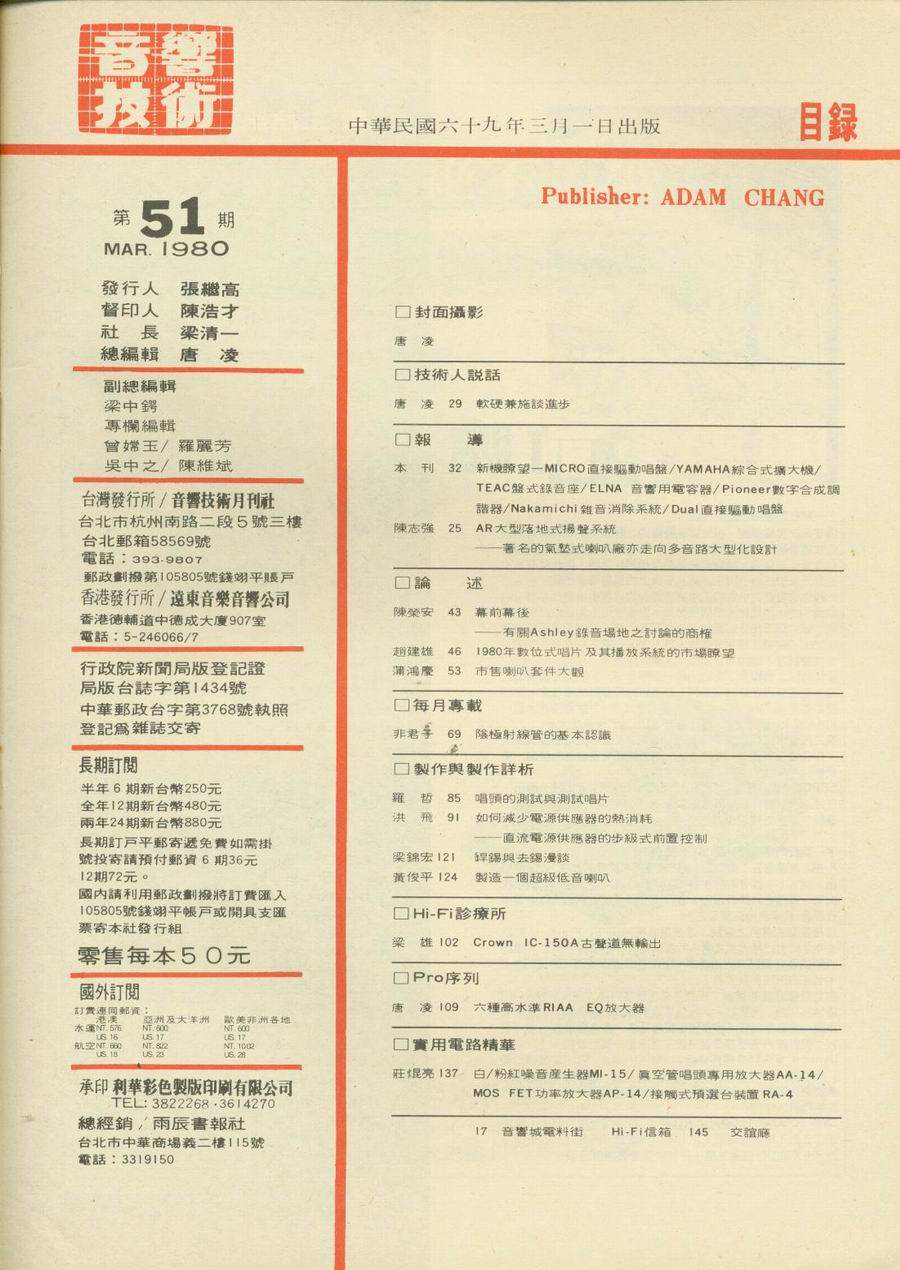 音響
技術
中華民國六十九年三月一日出版
目録
第51期
MAR. 1980
發行人 張繼高
督印人 陳浩才
社 長 梁清一
總編輯 唐 凌
副總編輯
梁中鍔
專欄編輯
曾嫦玉/ 羅麗芳
吳中之/ 陳維斌
台灣發行所/音響技術月刊社
台北市杭州南路二段5號三樓
台北郵箱58569號
電話：393-9807
郵政劃撥第105805號錢翊平賬戶
香港發行所/遠東音樂音響公司
香港德輔道中德成大廈907室
電話：5-246066/7
行政院新聞局版登記證
局版台誌字第1434號
中華郵政台字第3768號執照
登記爲雜誌交寄
長期訂閱
半年6期新台幣250元
全年12期新台幣480元
兩年24期新台幣880元
長期訂戶平郵寄遞免費如需掛
號投寄請預付郵資6期36元
12期72元。
國內請利用郵政劃撥將訂費匯入
105805號錢翊平帳戶或開具支匯
票寄本社發行組
零售每本50元
國外訂閱
訂費連同郵資：
港澳 亞洲及大洋洲 歐美非洲各地
水運NT. 576 NT. 600 NT. 600
US. 16 US. 17 US. 17
航空NT. 660 NT. 822 NT. 1002
US. 18 US. 23 US. 28
承印 利華彩色製版印刷有限公司
TEL: 3822268·3614270
總經銷/雨辰書報社
台北市中華商場義二樓115號
電話：3319150
Publisher: ADAM CHANG
□封面攝影
唐 凌
□技術人説話
唐 凌 29 軟硬兼施談進步
□報 導
本 刊 32 新機瞭望—MICRO直接驅動唱盤/YAMAHA綜合式擴大機/
TEAC盤式錄音座/ELNA 音響用電容器/Pioneer數字合成調
諧器/Nakamichi雜音消除系統/Dual直接驅動唱盤
陳志強 25 AR大型落地式揚聲系統
——著名的氣墊式喇叭廠亦走向多音路大型化設計
□論 述
陳榮安 43 幕前幕後
——有關Ashley錄音場地之討論的商榷
趙建雄 46 1980年數位式唱片及其播放系統的市場瞭望
蒲鴻慶 53 市售喇叭套件大觀
□每月專載
非君子 69 陰極射線管的基本認識
□製作與製作詳析
羅 哲 85 唱頭的測試與測試唱片
洪 飛 91 如何減少電源供應器的熱消耗
——直流電源供應器的步級式前置控制
梁錦宏 121 銲錫與去錫漫談
黃俊平 124 製造一個超級低音喇叭
□Hi-Fi診療所
梁 雄 102 Crown IC-150A古聲道無輸出
□Pro序列
唐 凌 109 六種高水準RIAA EQ放大器
□實用電路精華
莊焜亮 137 白/粉紅噪音産生器MI-15/眞空管唱頭專用放大器AA-14/
MOS FET功率放大器AP-14/接觸式預選台裝置RA-4
17 音響城電料街 Hi-Fi信箱 145 交誼廳